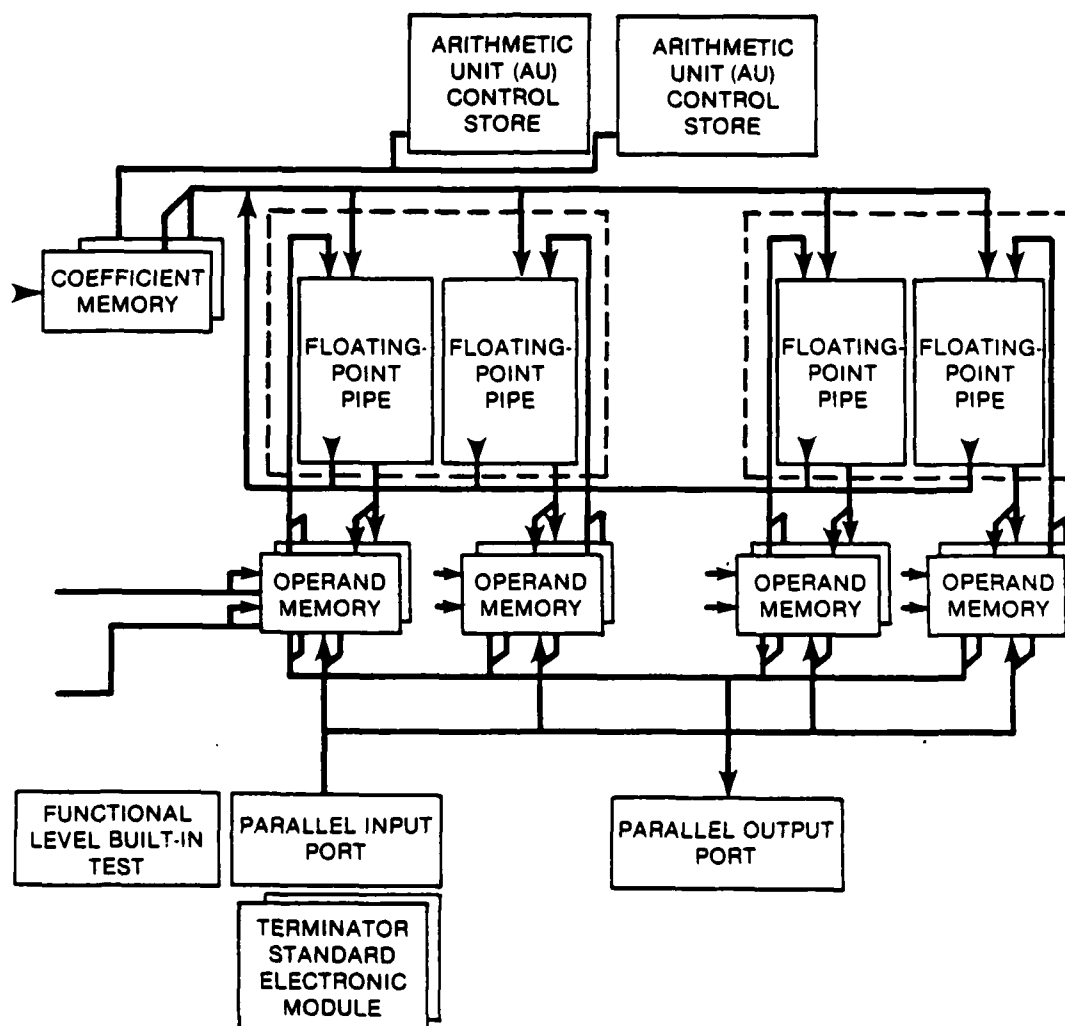 ARITHMETIC
UNIT (AU)
CONTROL
STORE
ARITHMETIC
UNIT (AU)
CONTROL
STORE
COEFFICIENT
MEMORY
FLOATING-
POINT
PIPE
FLOATING-
POINT
PIPE
FLOATING-
POINT
PIPE
FLOATING-
POINT
PIPE
OPERAND
MEMORY
OPERAND
MEMORY
OPERAND
MEMORY
OPERAND
MEMORY
FUNCTIONAL
LEVEL BUILT-IN
TEST
PARALLEL INPUT
PORT
PARALLEL OUTPUT
PORT
TERMINATOR
STANDARD
ELECTRONIC
MODULE